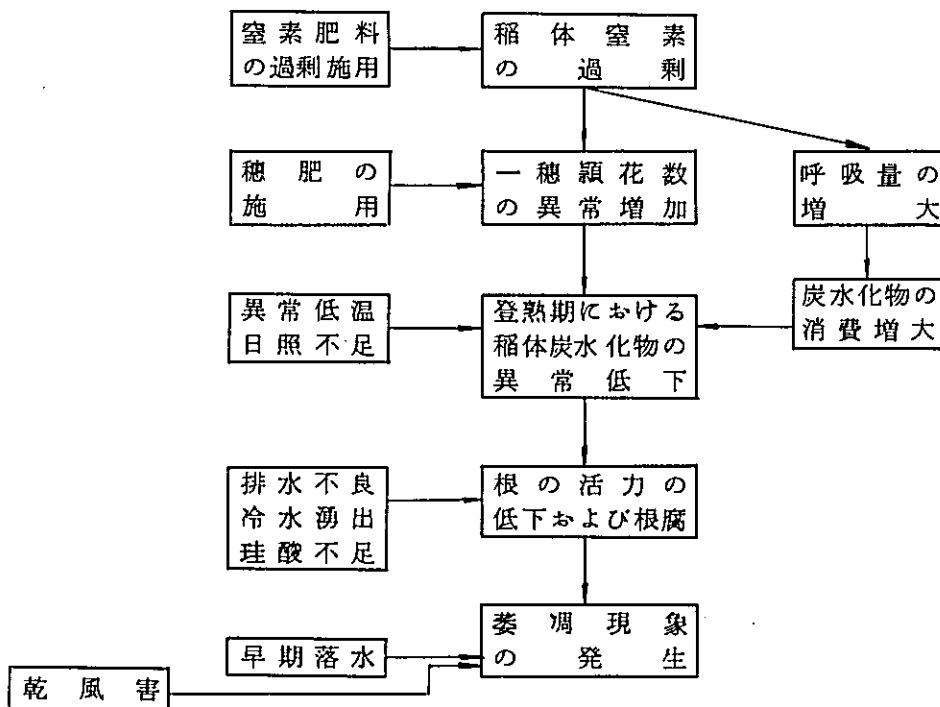 窒素肥料
の過剰施用
稲体窒素
の過剰
穂肥の
施用
一穂頴花数
の異常増加
呼吸量の
増大
異常低温
日照不足
登熟期における
稲体炭水化物の
異常低下
炭水化物の
消費増大
排水不良
冷水湧出
珪酸不足
根の活力の
低下および根腐
早期落水
萎凋現象
の発生
乾風害